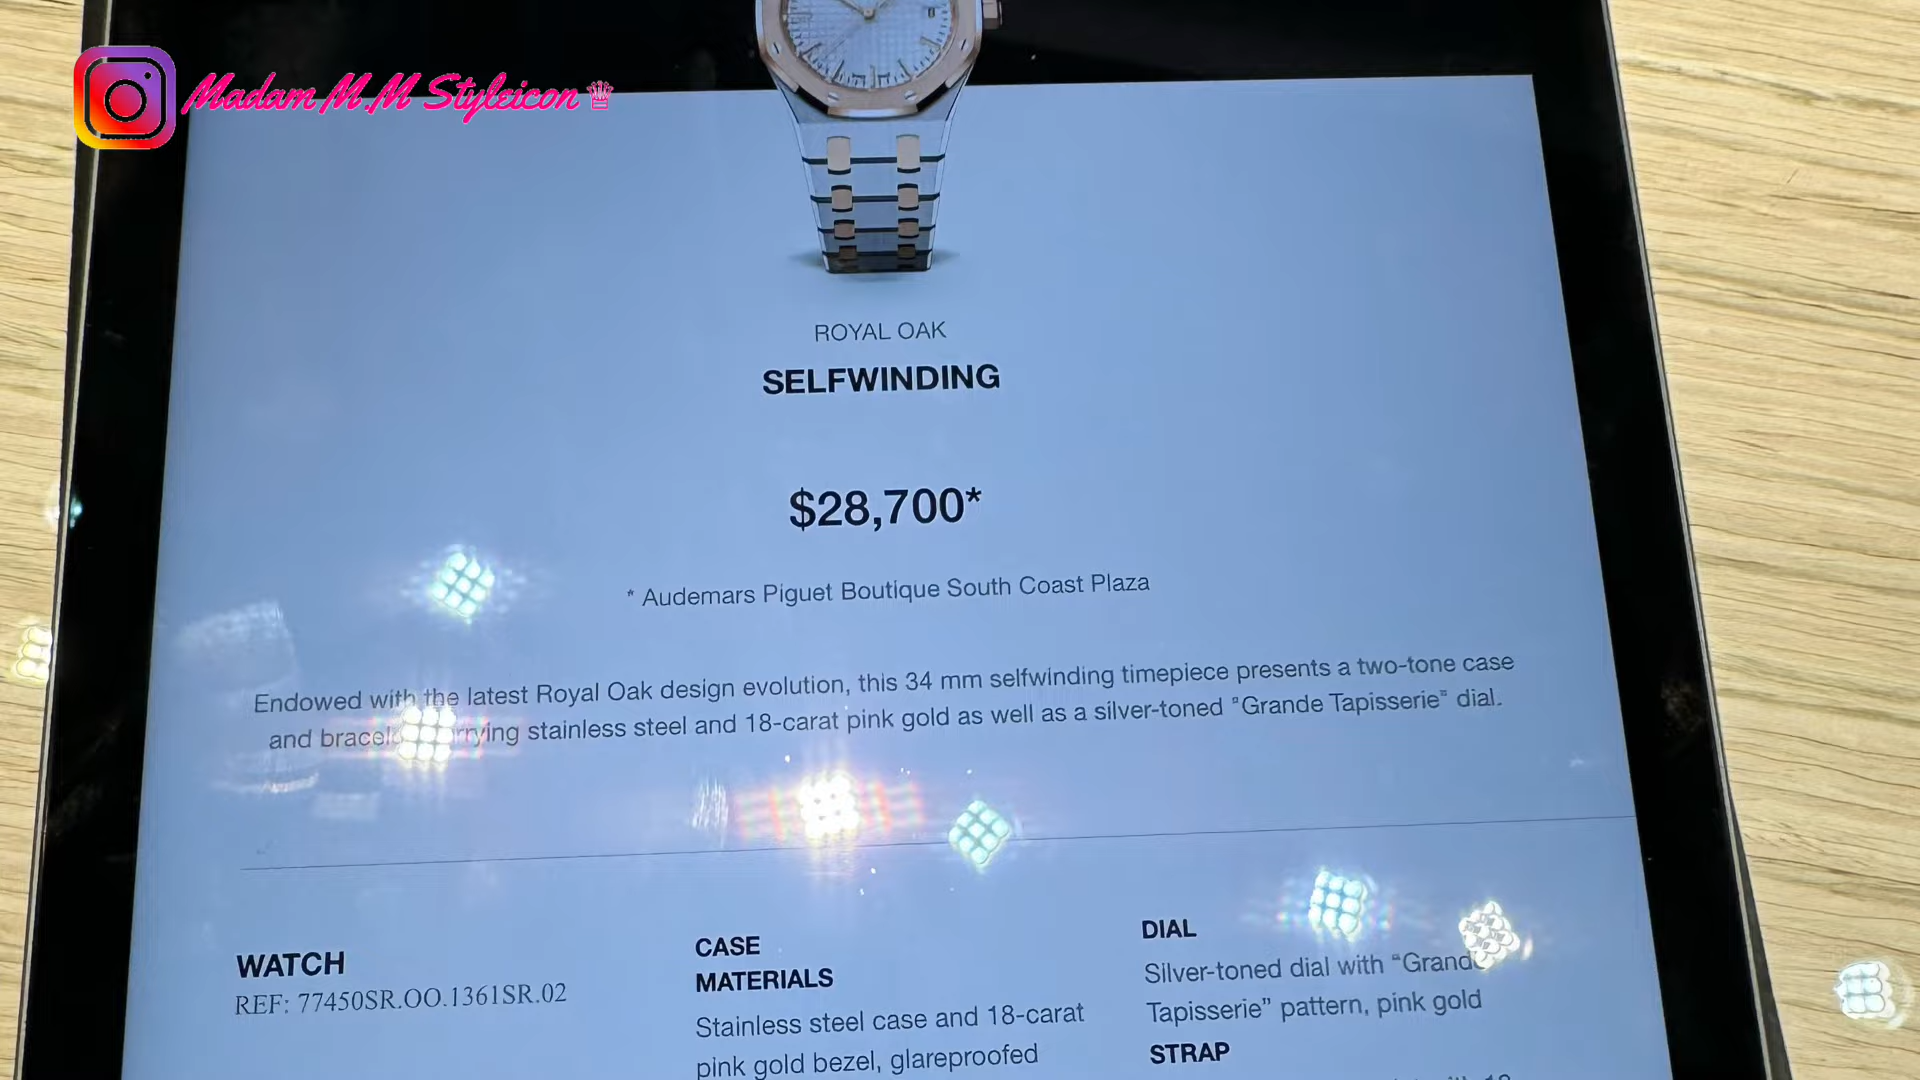 Madam M.M Styleicon
ROYAL OAK
SELFWINDING
$28,700*
* Audemars Piguet Boutique South Coast Plaza
Endowed with the latest Royal Oak design evolution, this 34 mm selfwinding timepiece presents a two-tone case
and stainless steel and 18-carat pink gold as well as a silver-toned "Grande Tapisserie" dial.
WATCH
REF: 77450SR.OO.1361SR.02
CASE
MATERIALS
Stainless steel case and 18-carat
pink gold bezel, glareproofed
DIAL
Silver-toned dial with “Grande
Tapisserie” pattern, pink gold
STRAP